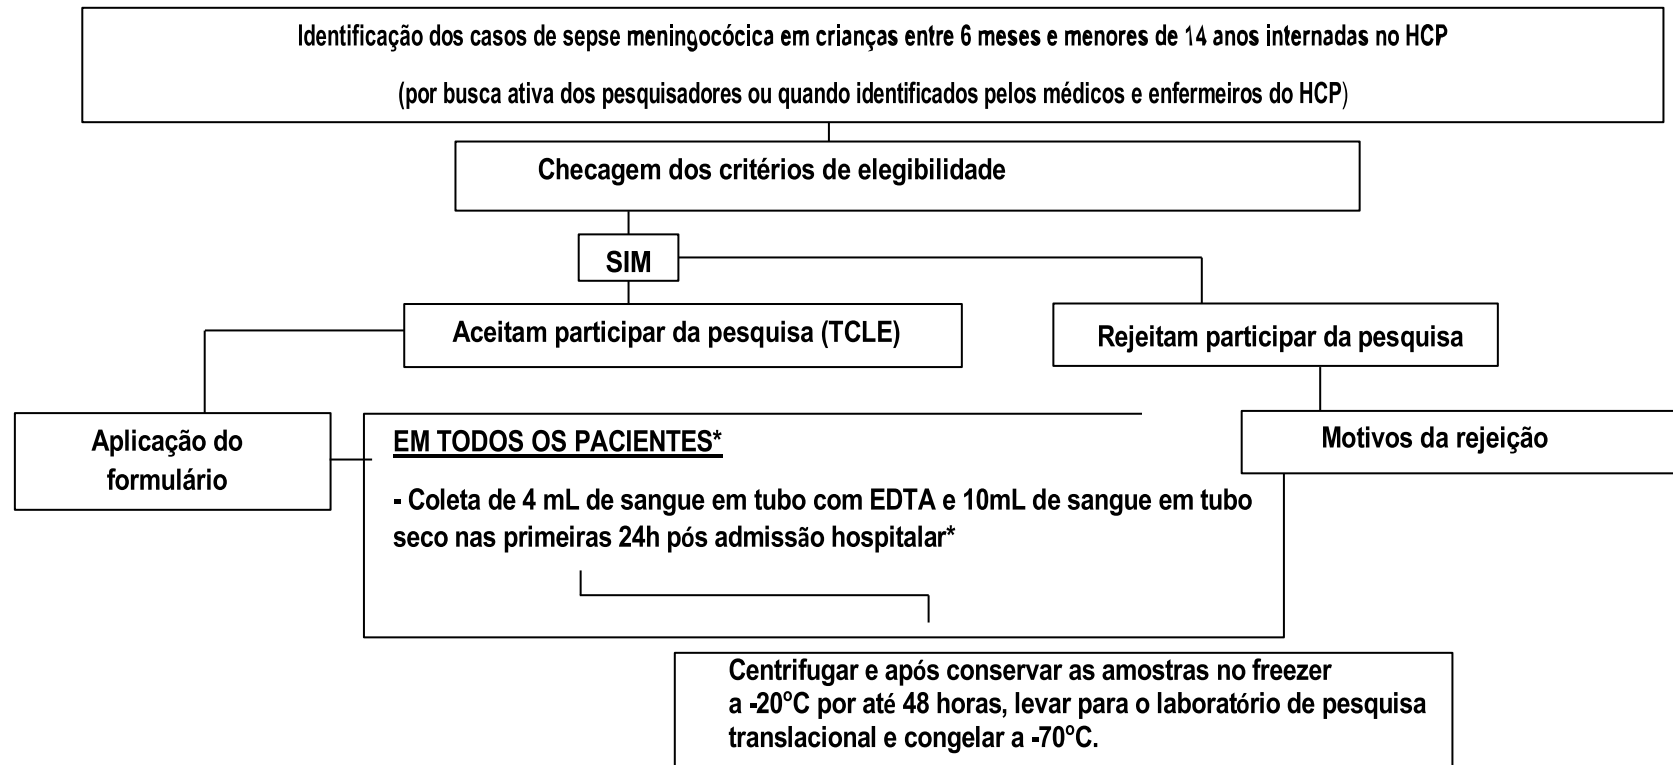 Identificação dos casos de sepse meningocócica em crianças entre 6 meses e menores de 14 anos internadas no HCP
(por busca ativa dos pesquisadores ou quando identificados pelos médicos e enfermeiros do HCP)
Checagem dos critérios de elegibilidade
SIM
Aceitam participar da pesquisa (TCLE)
Rejeitam participar da pesquisa
Aplicação do
formulário
EM TODOS OS PACIENTES*
- Coleta de 4 mL de sangue em tubo com EDTA e 10mL de sangue em tubo
seco nas primeiras 24h pós admissão hospitalar*
Motivos da rejeição
Centrifugar e após conservar as amostras no freezer
a -20ºC por até 48 horas, levar para o laboratório de pesquisa
translacional e congelar a -70ºC.